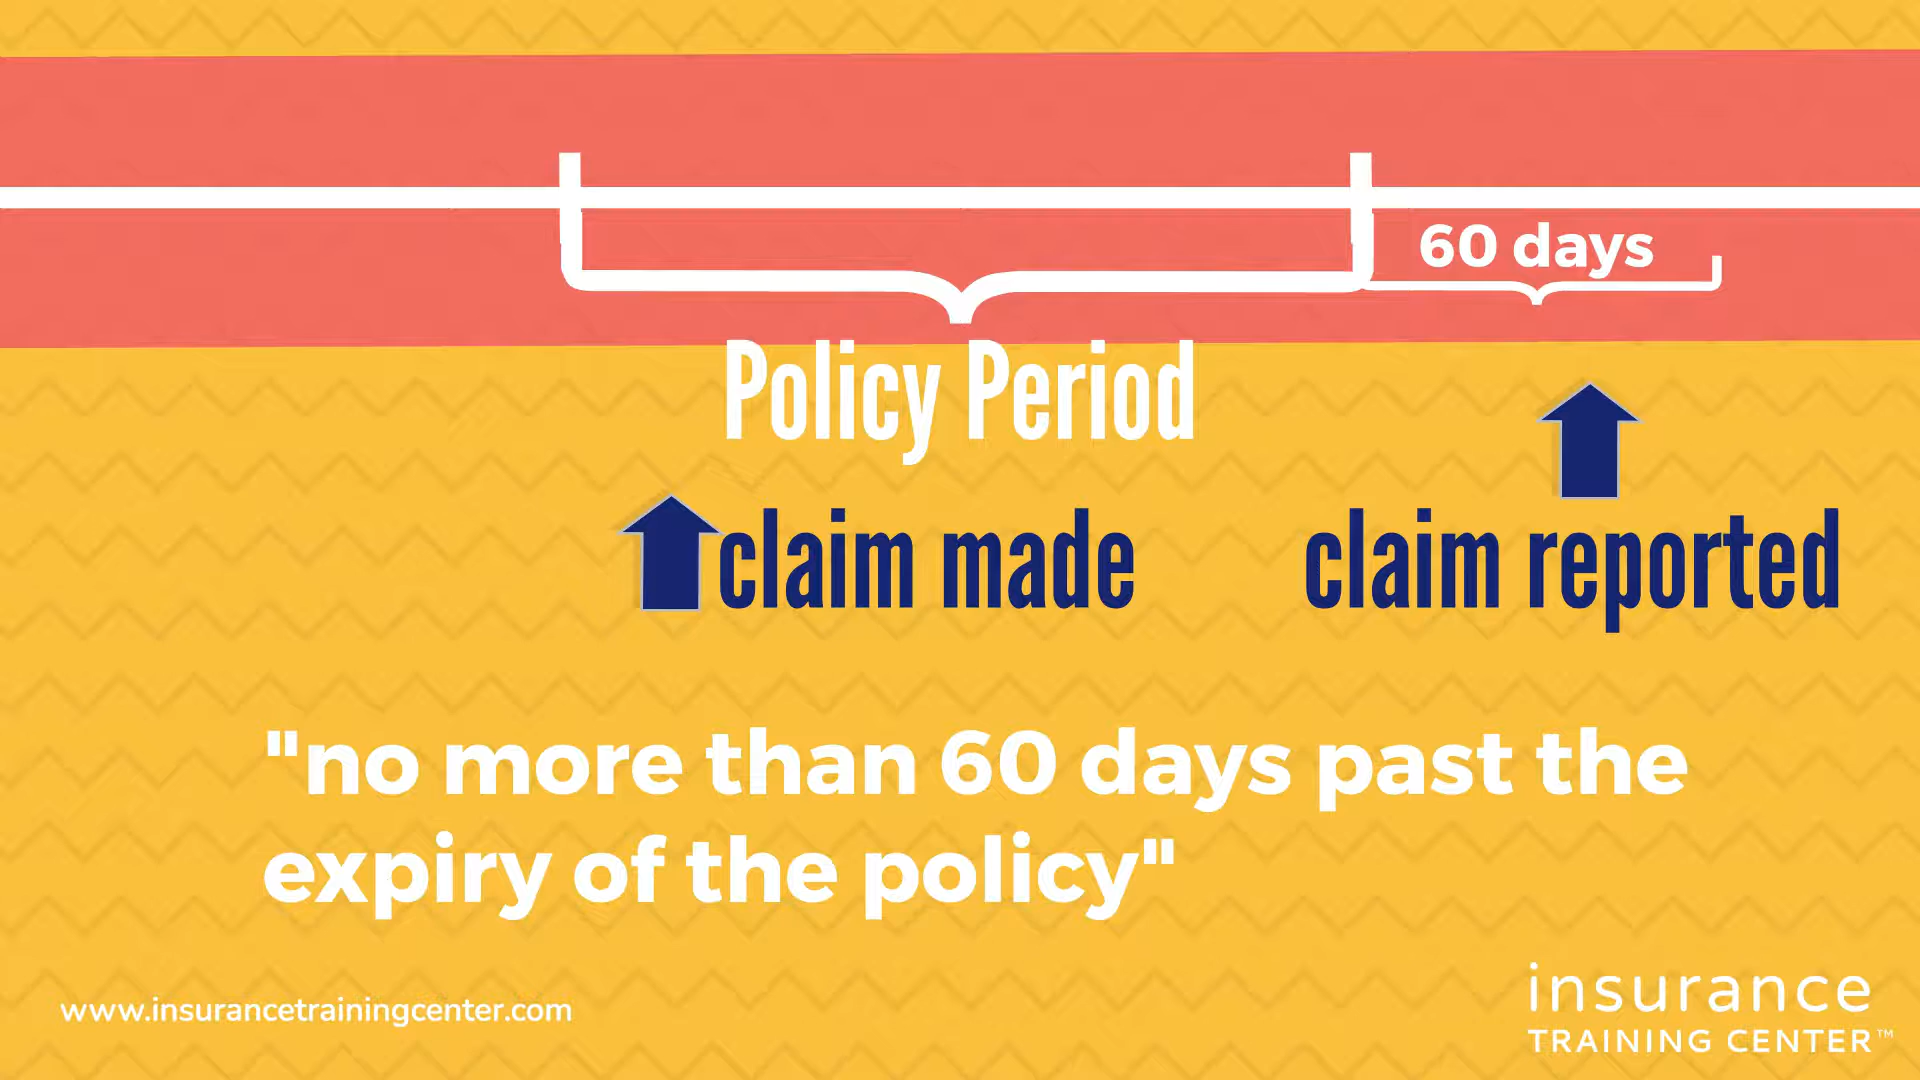 60 days
Policy Period
claim made
claim reported
"no more than 60 days past the
expiry of the policy"
www.insurancetrainingcenter.com
insurance
TRAINING CENTER™